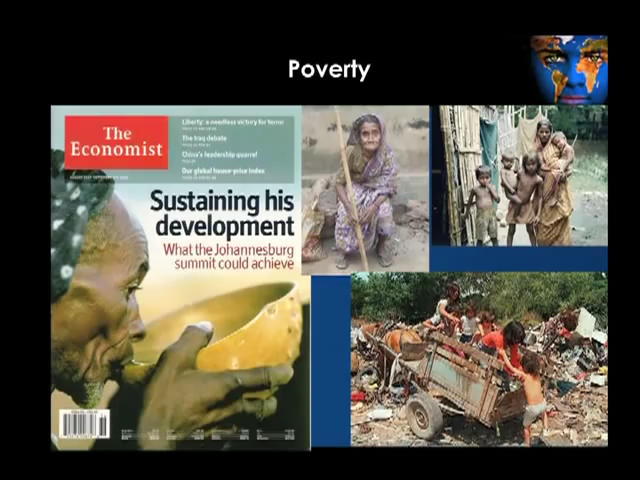 Poverty
The
Economist
Liberty: a needless victory for terror
The Iraq debate
China's leadership quarrel
Our global house-price index
Sustaining his
development
What the Johannesburg
summit could achieve